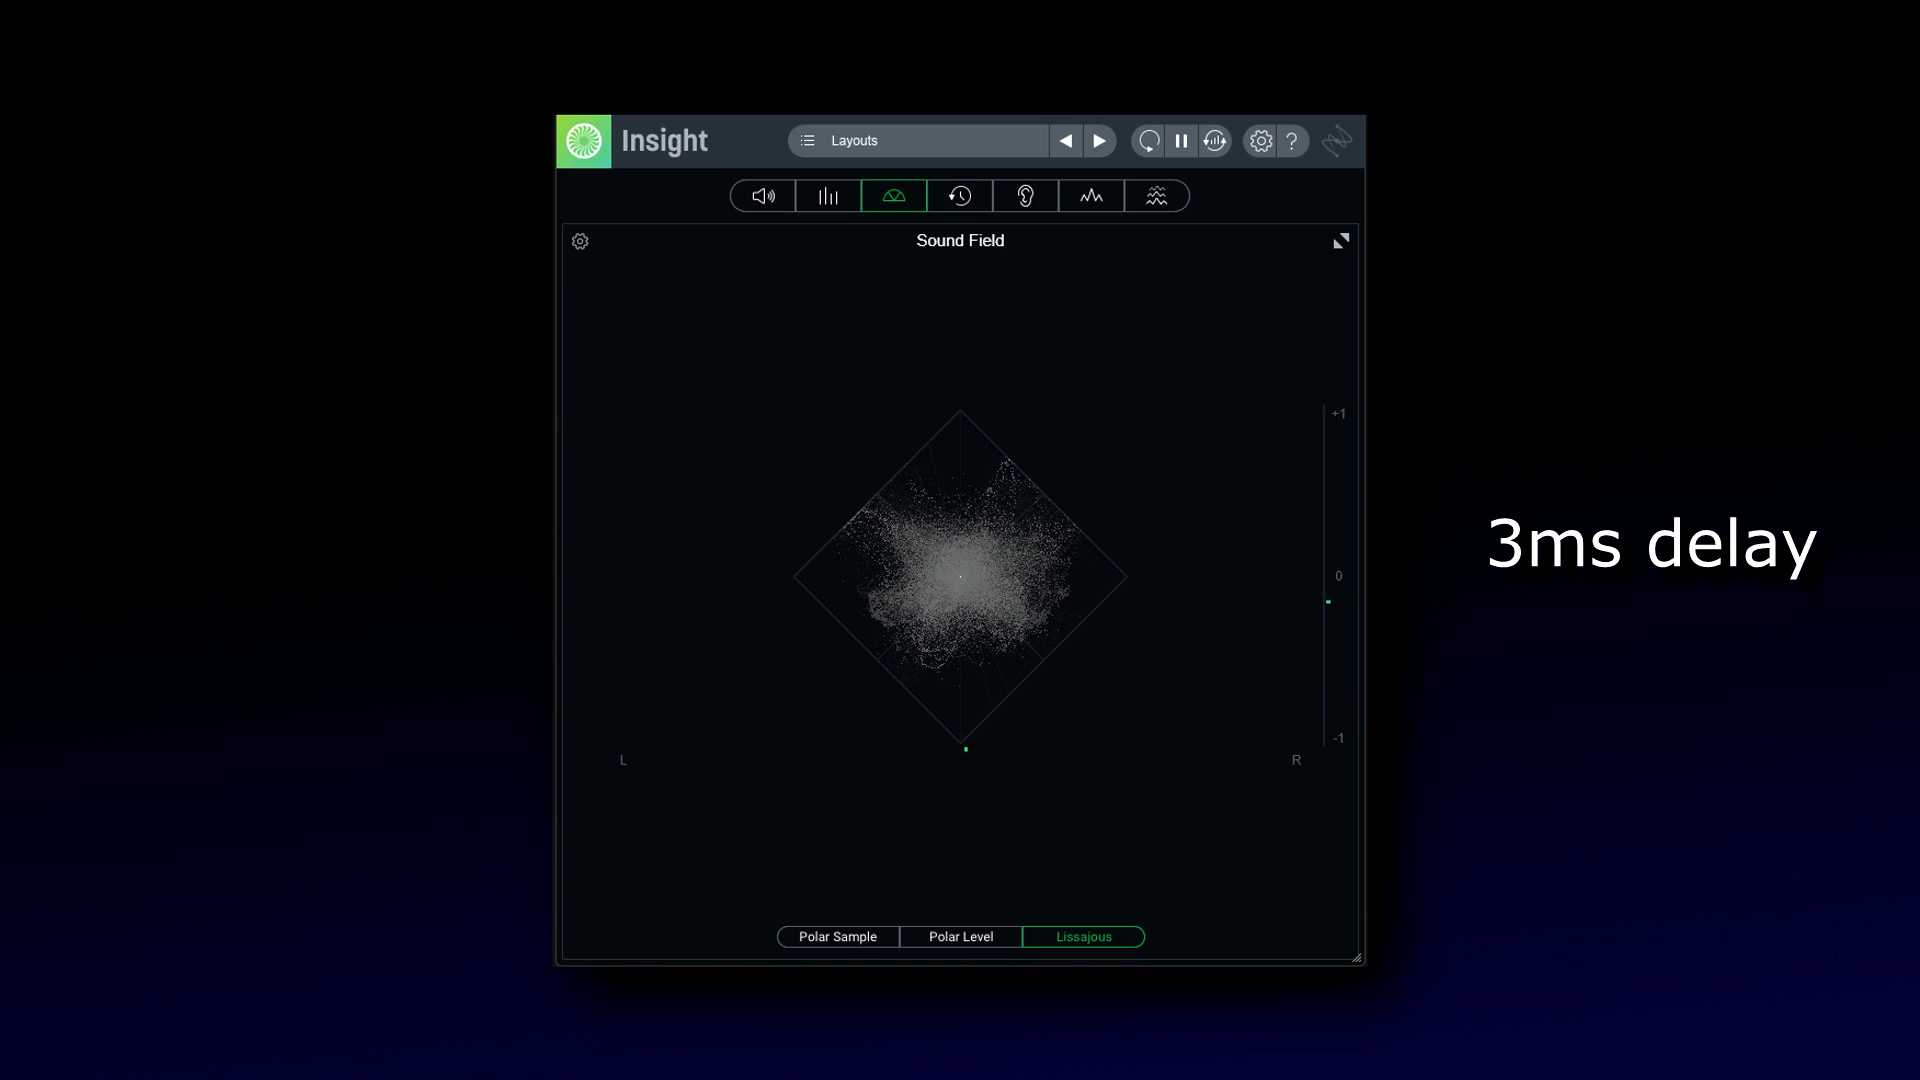 Insight
Layouts
?
Sound Field
+1
3ms delay
0
-1
L
R
Polar Sample
Polar Level
Lissajous